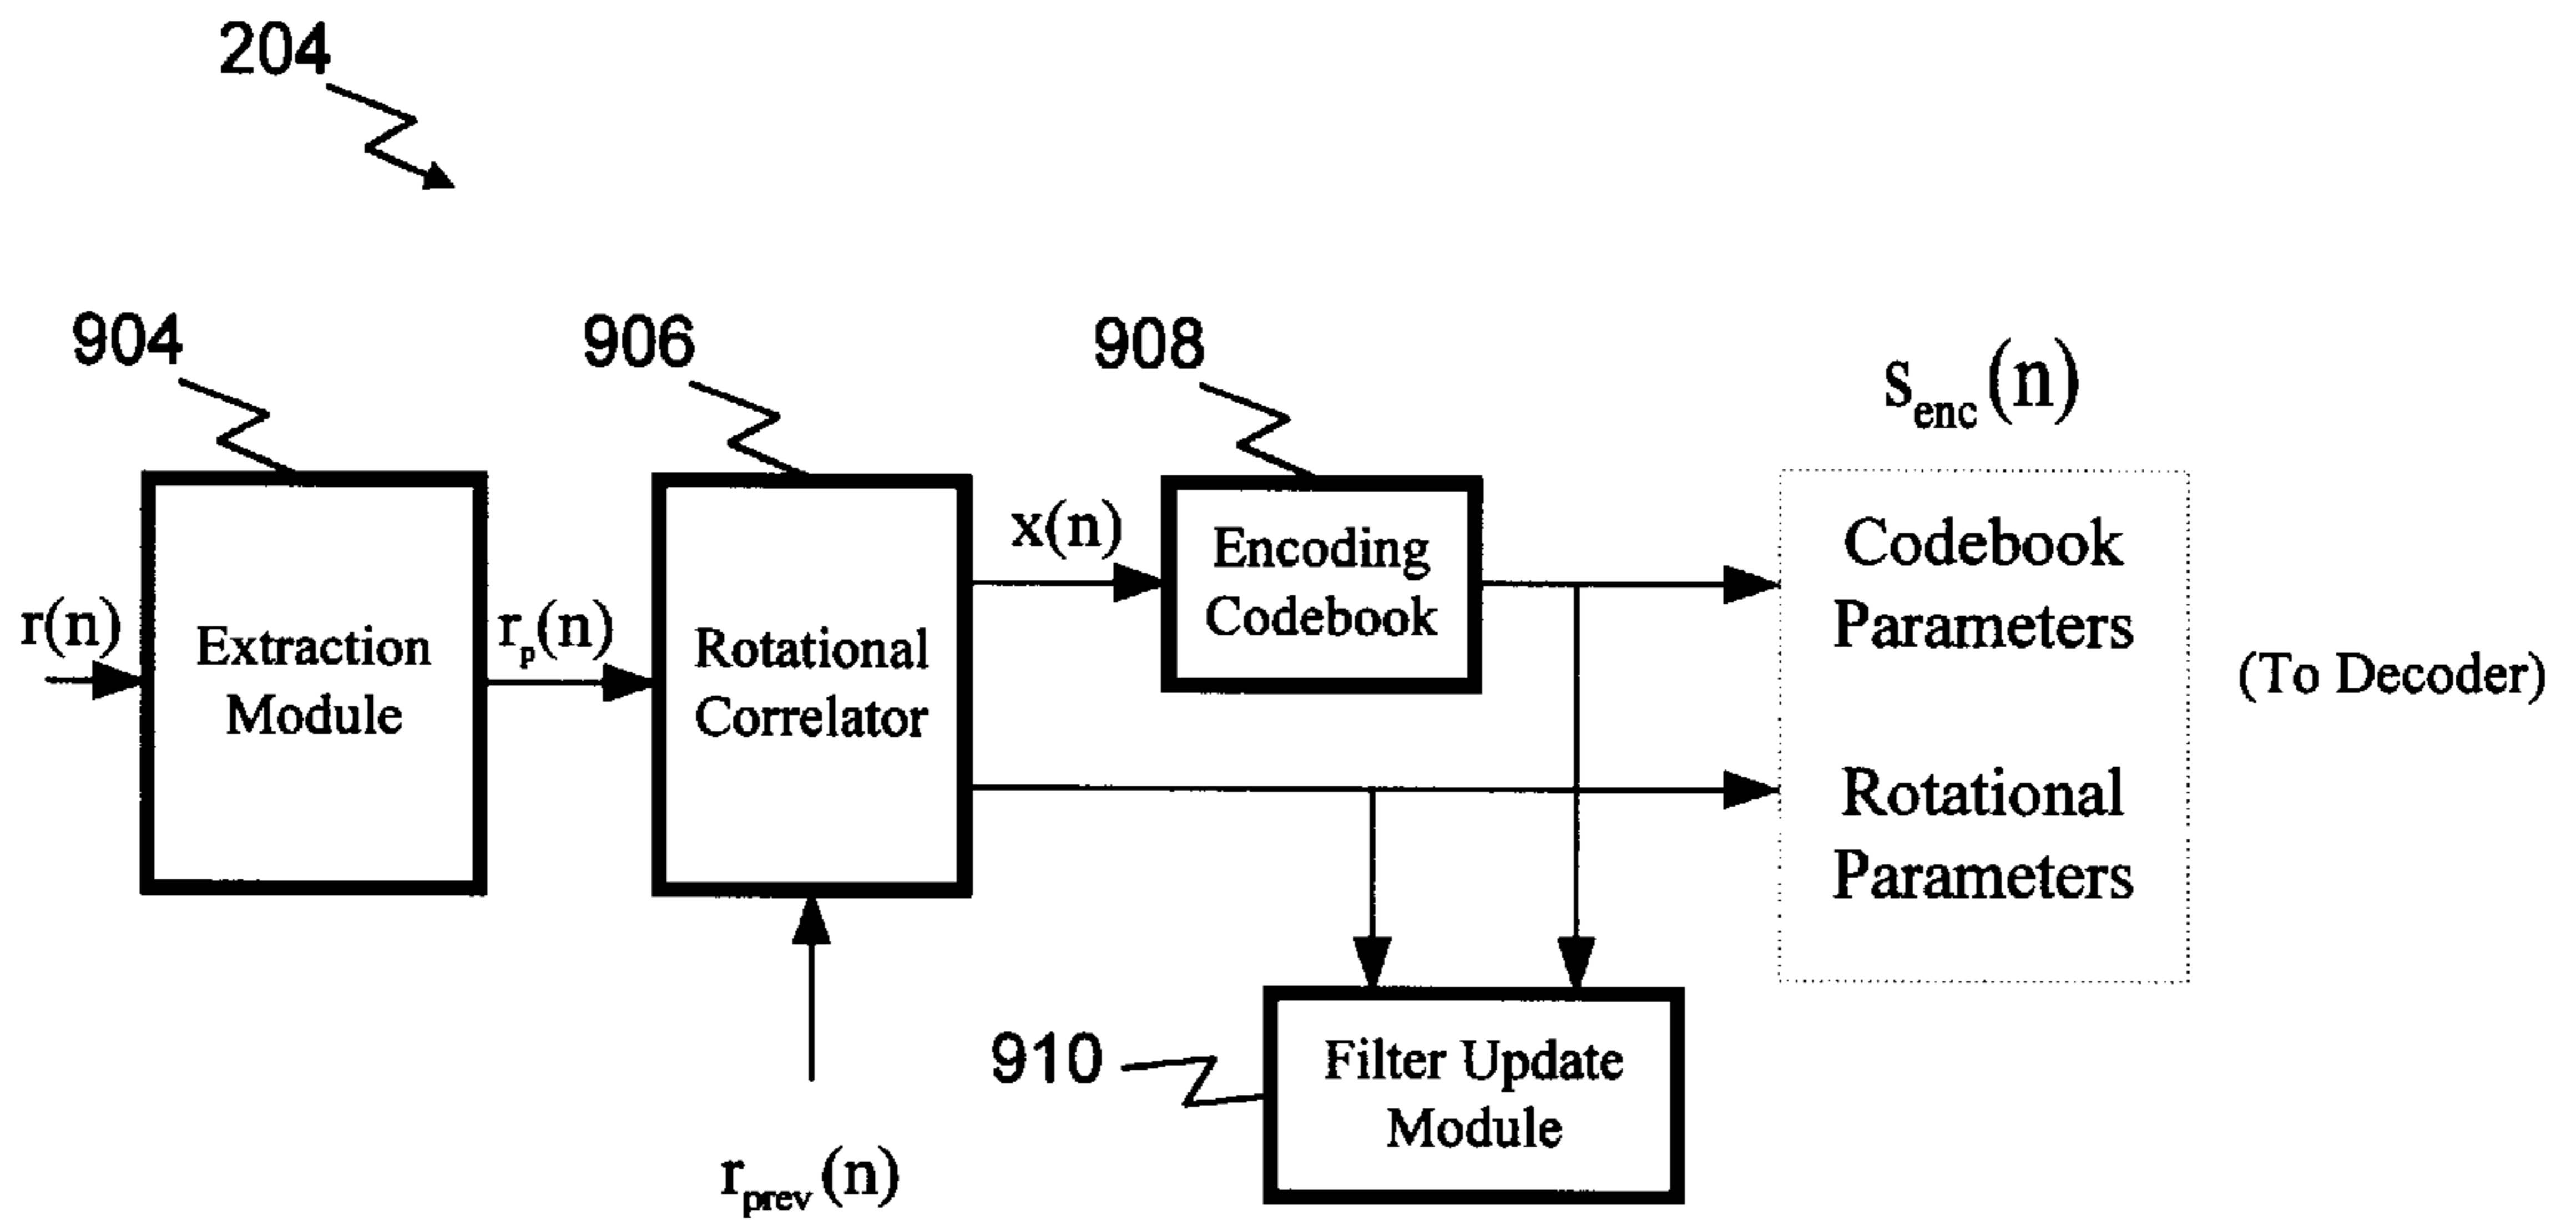 204
904
906
908
s_enc(n)
r(n)
Extraction
Module
r_p(n)
Rotational
Correlator
x(n)
Encoding
Codebook
Codebook
Parameters
Rotational
Parameters
(To Decoder)
910
Filter Update
Module
r_prev(n)